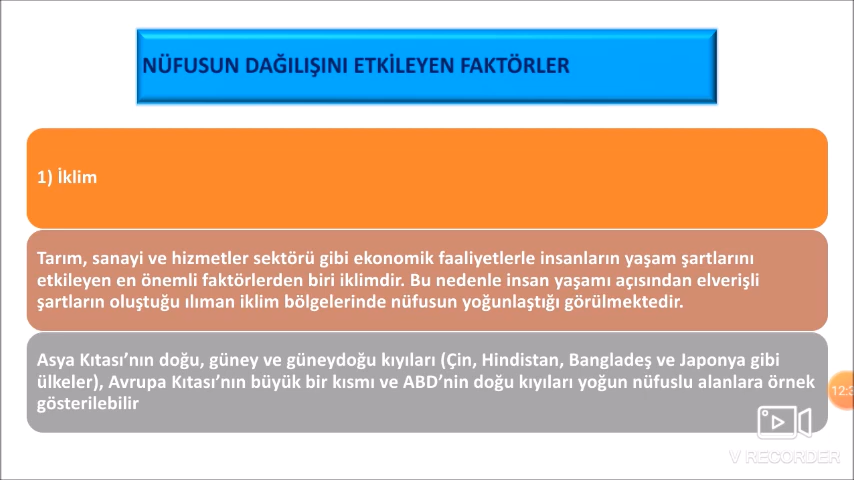 NÜFUSUN DAĞILIŞINI ETKİLEYEN FAKTÖRLER
1) İklim
Tarım, sanayi ve hizmetler sektörü gibi ekonomik faaliyetlerle insanların yaşam şartlarını
etkileyen en önemli faktörlerden biri iklimdir. Bu nedenle insan yaşamı açısından elverişli
şartların oluştuğu ılıman iklim bölgelerinde nüfusun yoğunlaştığı görülmektedir.
Asya Kıtası'nın doğu, güney ve güneydoğu kıyıları (Çin, Hindistan, Bangladeş ve Japonya gibi
ülkeler), Avrupa Kıtası'nın büyük bir kısmı ve ABD'nin doğu kıyıları yoğun nüfuslu alanlara örnek
gösterilebilir
V RECORDER